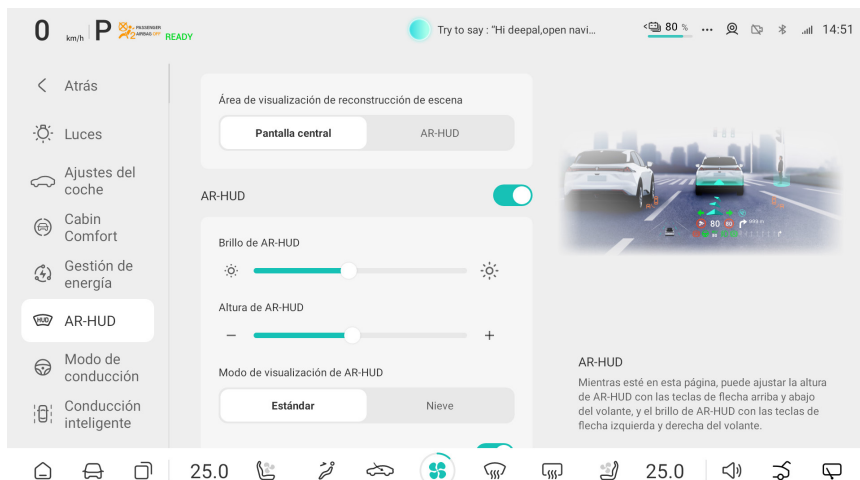 0 km/h P PASSENGER
AIRBAG OFF READY
Try to say : “Hi deepal,open navi...
80 %
14:51
Atrás
Luces
Ajustes del
coche
Cabin
Comfort
Gestión de
energía
HUD AR-HUD
Modo de
conducción
Conducción
inteligente
Área de visualización de reconstrucción de escena
Pantalla central AR-HUD
AR-HUD
Brillo de AR-HUD
Altura de AR-HUD
Modo de visualización de AR-HUD
Estándar Nieve
80 80
AR-HUD
Mientras esté en esta página, puede ajustar la altura
de AR-HUD con las teclas de flecha arriba y abajo
del volante, y el brillo de AR-HUD con las teclas de
flecha izquierda y derecha del volante.
25.0 25.0